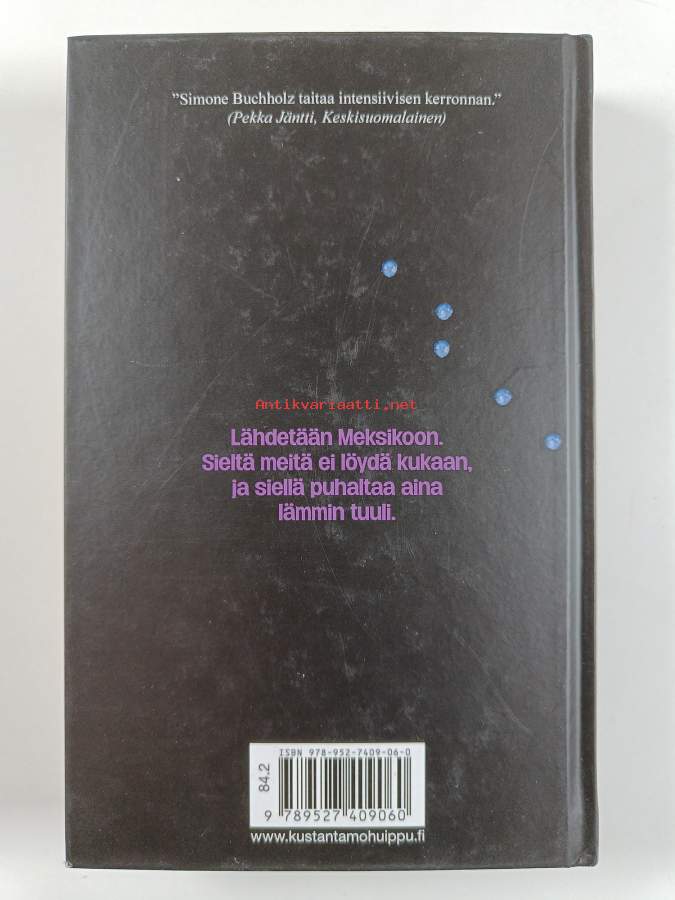 ”Simone Buchholz taitaa intensiivisen kerronnan.”
(Pekka Jäntti, Keskisuomalainen)
Antikvariaatti.net
Lähdetään Meksikoon.
Sieltä meitä ei löydä kukaan,
ja siellä puhaltaa aina
lämmin tuuli.
ISBN 978-952-7409-06-0
84.2
9 789527 409060
www.kustantamohuippu.fi